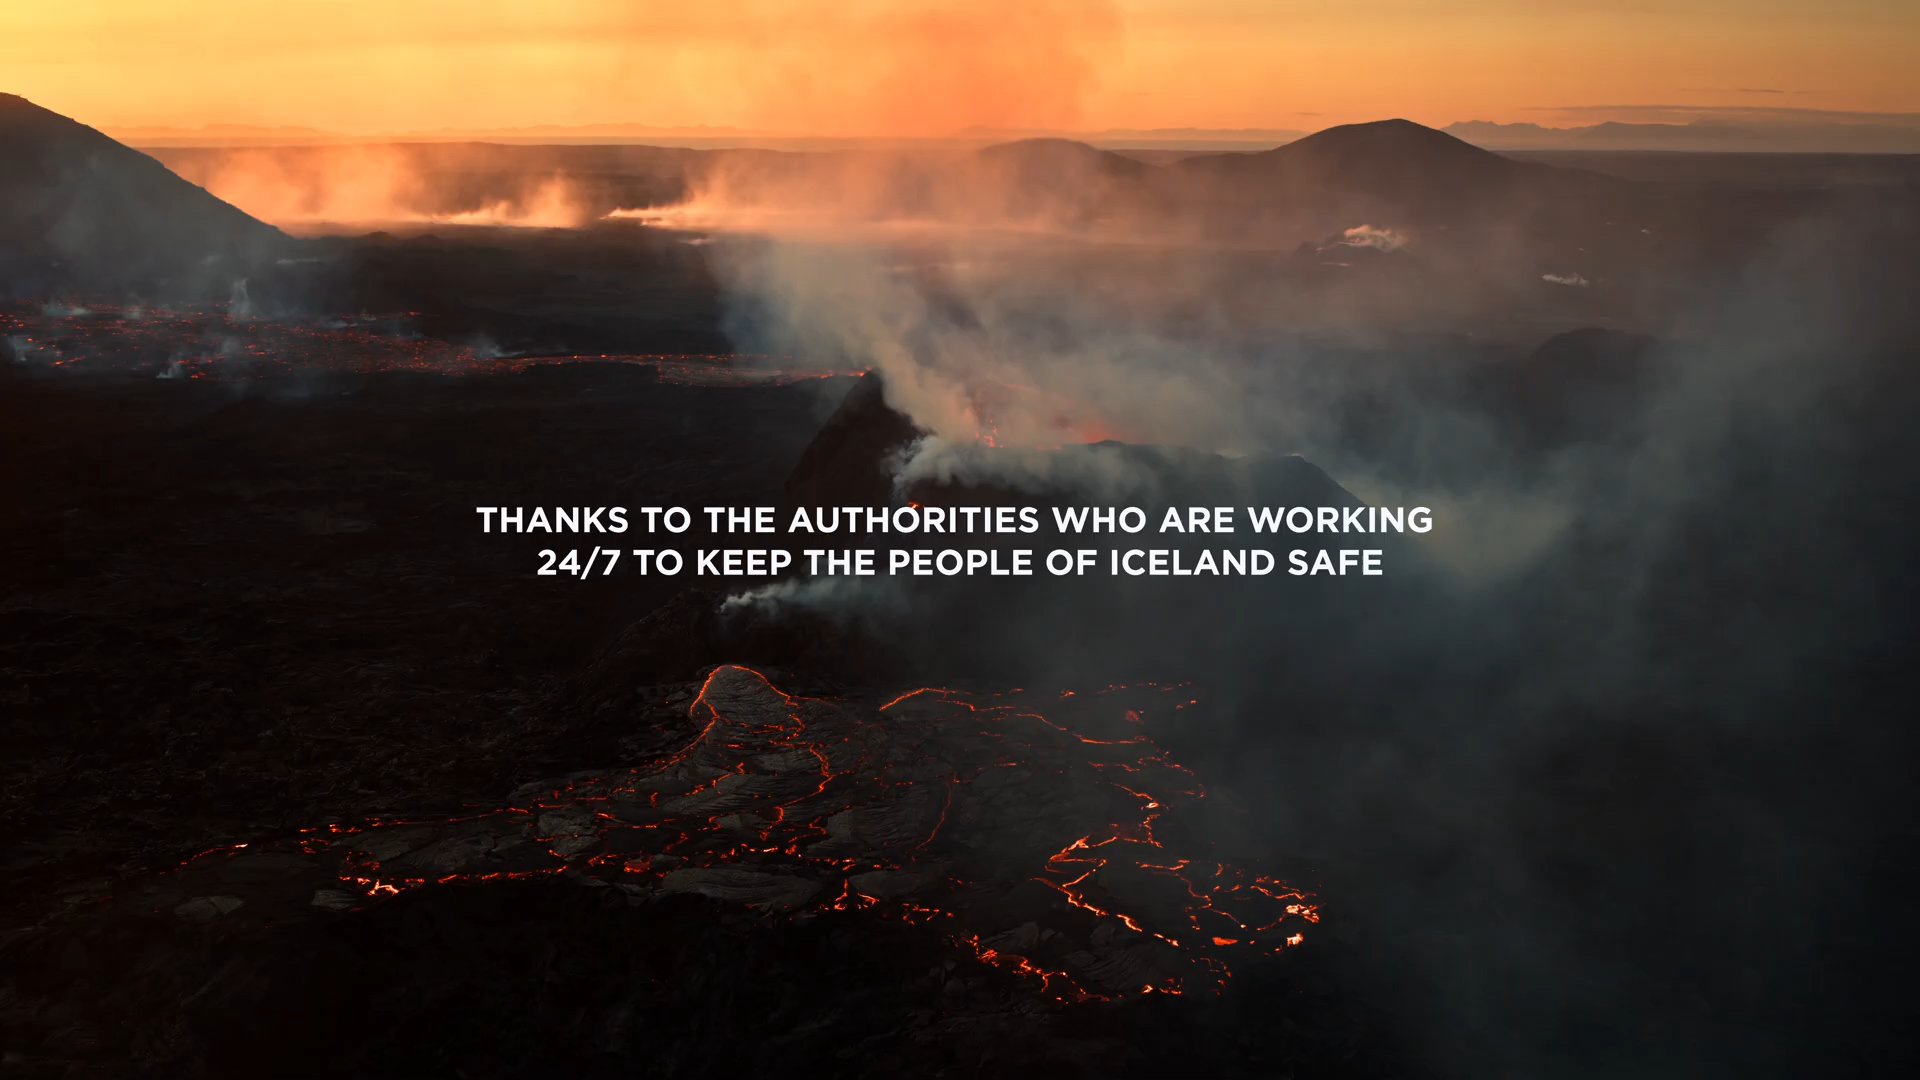 THANKS TO THE AUTHORITIES WHO ARE WORKING
24/7 TO KEEP THE PEOPLE OF ICELAND SAFE